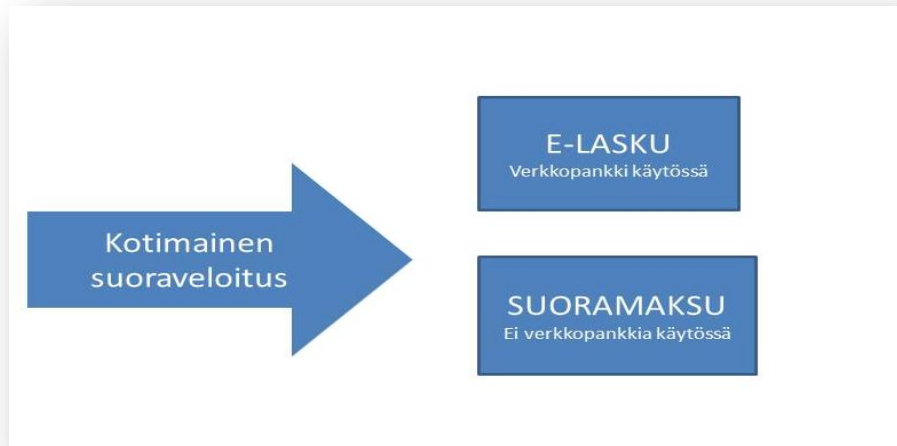 Kotimainen
suoraveloitus
E-LASKU
Verkkopankki käytössä
SUORAMAKSU
Ei verkkopankkia käytössä